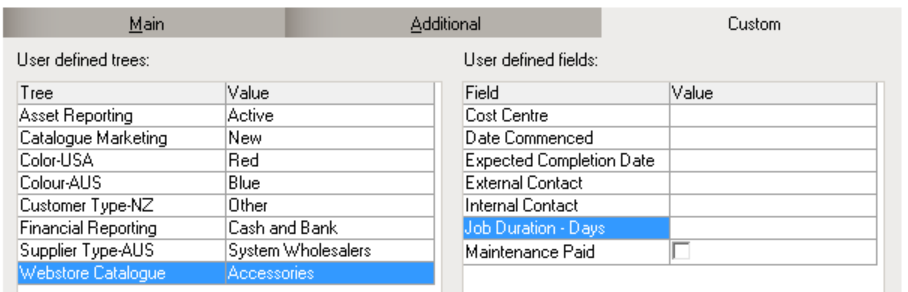 Main Additional Custom
User defined trees: User defined fields:
Tree Value Field Value
Asset Reporting Active Cost Centre
Catalogue Marketing New Date Commenced
Color-USA Red Expected Completion Date
Colour-AUS Blue External Contact
Customer Type-NZ Other Internal Contact
Financial Reporting Cash and Bank Job Duration - Days
Supplier Type-AUS System Wholesalers Maintenance Paid
Webstore Catalogue Accessories